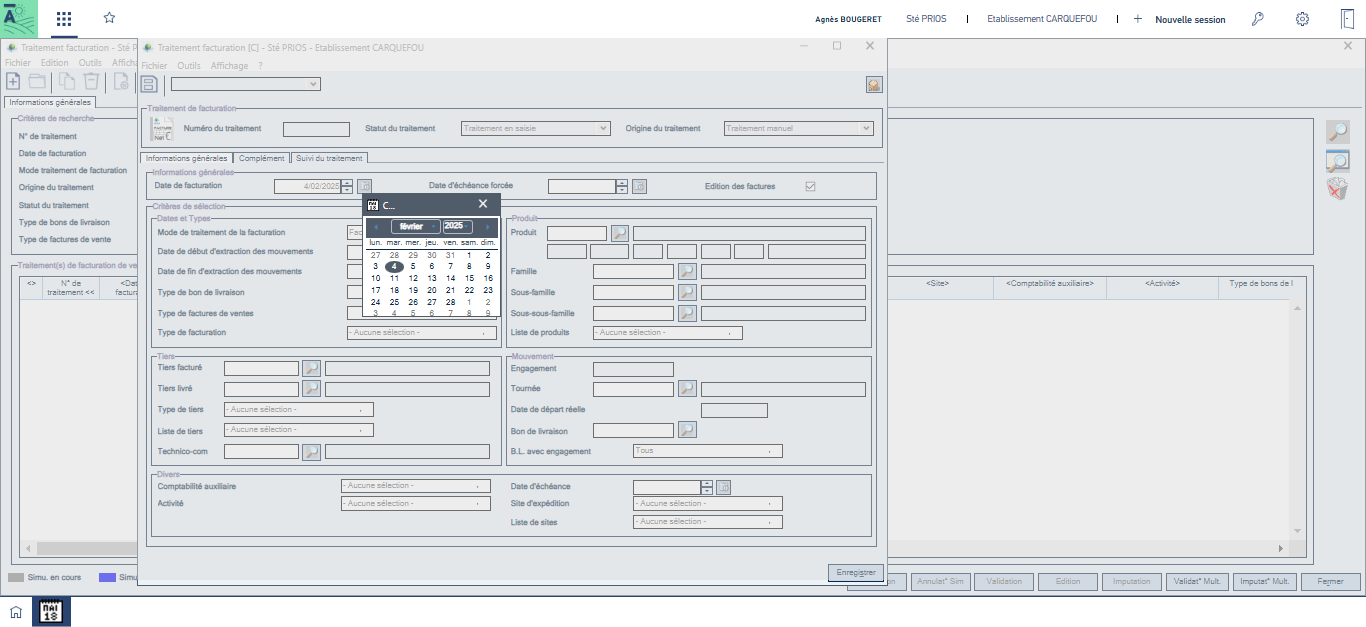 Agnès BOUGERET Sté PRIOS | Etablissement CARQUEFOU | + Nouvelle session
Traitement facturation - Sté P
Fichier Edition Outils Afficha
Informations générales
Critères de recherche
N° de traitement
Date de facturation
Mode traitement de facturation
Origine du traitement
Statut du traitement
Type de bons de livraison
Type de factures de vente
Traitement(s) de facturation de ve
<> N° de traitement << <Dat factura
<Site> <Comptabilité auxiliaire> <Activité> Type de bons de l
Simu. en cours Simu
Traitement facturation [C] - Sté PRIOS - Etablissement CARQUEFOU
Fichier Outils Affichage ?
Traitement de facturation
Numéro du traitement Statut du traitement Traitement en saisie Origine du traitement Traitement manuel
Informations générales Complément Suivi du traitement
Informations générales
Date de facturation 4/02/2025 Date d'échéance forcée Edition des factures
Critères de sélection
Dates et Types
Mode de traitement de la facturation Fac
Date de début d'extraction des mouvements
Date de fin d'extraction des mouvements
Type de bon de livraison
Type de factures de ventes
Type de facturation - Aucune sélection -
C...
février 2025
lun. mar. mer. jeu. ven. sam. dim.
27 28 29 30 31 1 2
3 4 5 6 7 8 9
10 11 12 13 14 15 16
17 18 19 20 21 22 23
24 25 26 27 28 1 2
3 4 5 6 7 8 9
Produit
Produit
Famille
Sous-famille
Sous-sous-famille
Liste de produits - Aucune sélection -
Tiers
Tiers facturé
Tiers livré
Type de tiers - Aucune sélection -
Liste de tiers - Aucune sélection -
Technico-com
Mouvement
Engagement
Tournée
Date de départ réelle
Bon de livraison
B.L. avec engagement Tous
Divers
Comptabilité auxiliaire - Aucune sélection -
Activité - Aucune sélection -
Date d'échéance
Site d'expédition - Aucune sélection -
Liste de sites - Aucune sélection -
Enregistrer
on Annulat° Sim Validation Edition Imputation Validat° Mult. Imputat° Mult. Fermer
MAI
18